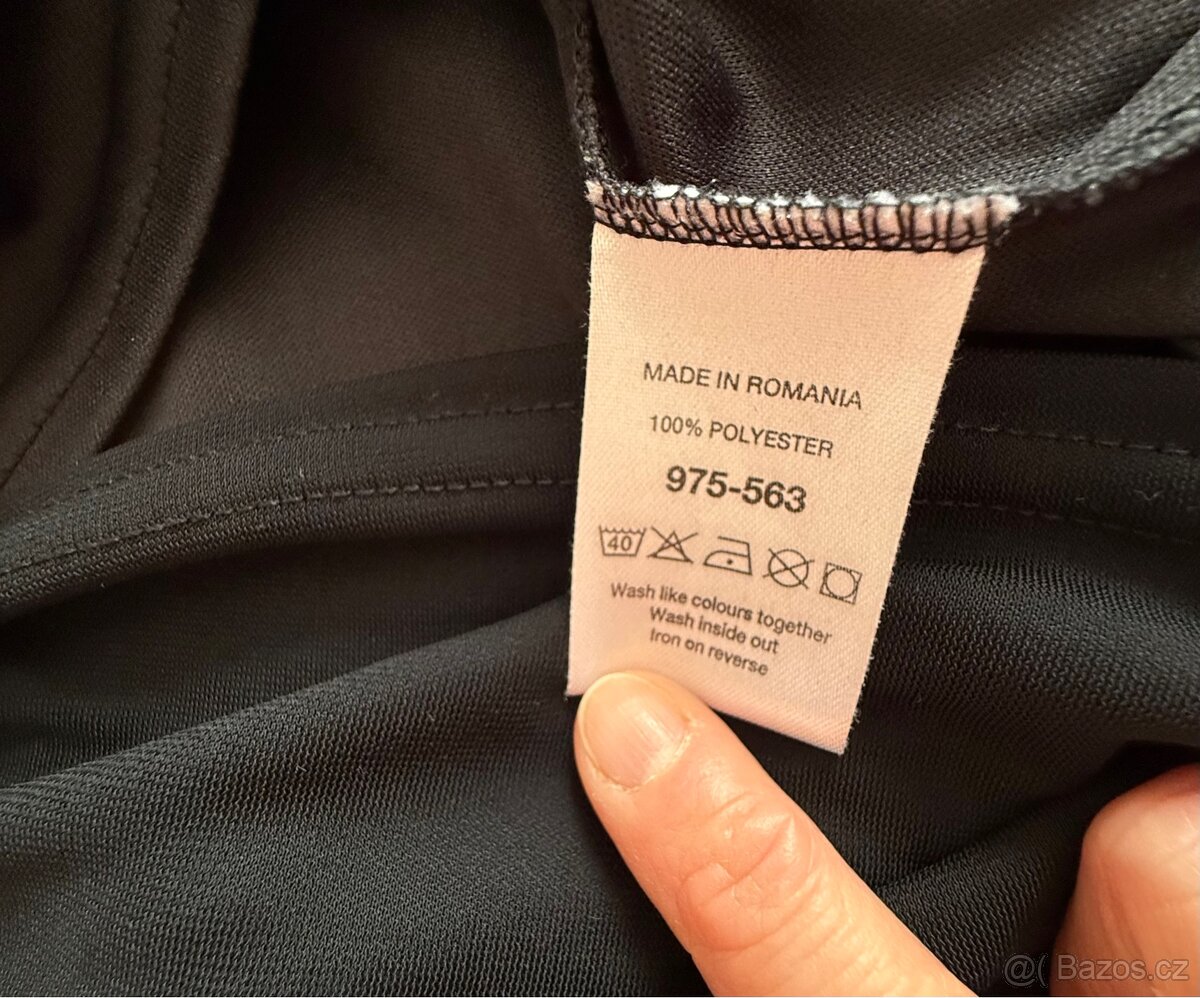 MADE IN ROMANIA
100% POLYESTER
975-563
40
Wash like colours together
Wash inside out
Iron on reverse
@( Bazos.cz